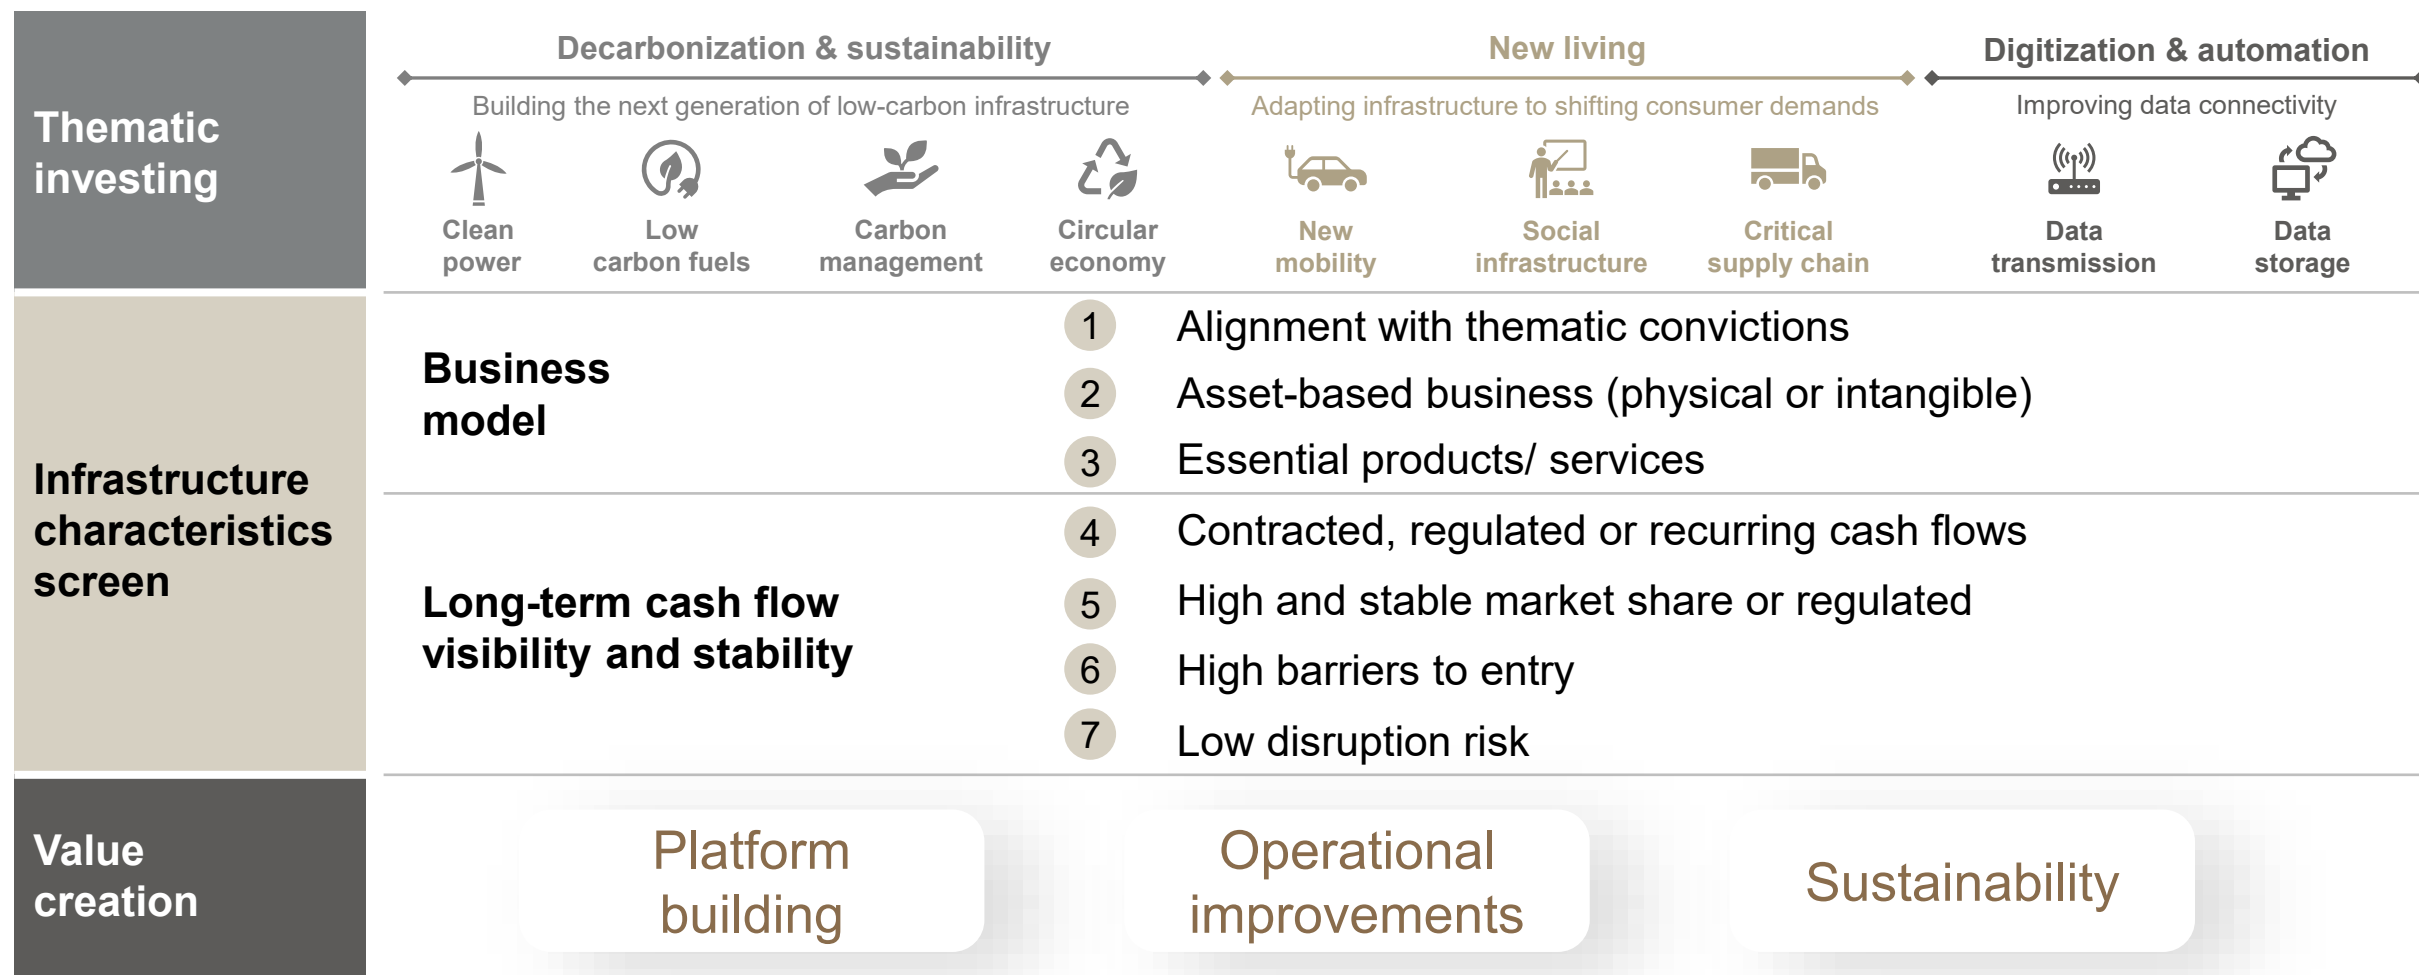 Thematic
investing
Decarbonization & sustainability
Building the next generation of low-carbon infrastructure
Clean
power
Low
carbon fuels
Carbon
management
Circular
economy
New living
Adapting infrastructure to shifting consumer demands
New
mobility
Social
infrastructure
Critical
supply chain
Digitization & automation
Improving data connectivity
Data
transmission
Data
storage
Infrastructure
characteristics
screen
Business
model
1 Alignment with thematic convictions
2 Asset-based business (physical or intangible)
3 Essential products/ services
Long-term cash flow
visibility and stability
4 Contracted, regulated or recurring cash flows
5 High and stable market share or regulated
6 High barriers to entry
7 Low disruption risk
Value
creation
Platform
building
Operational
improvements
Sustainability